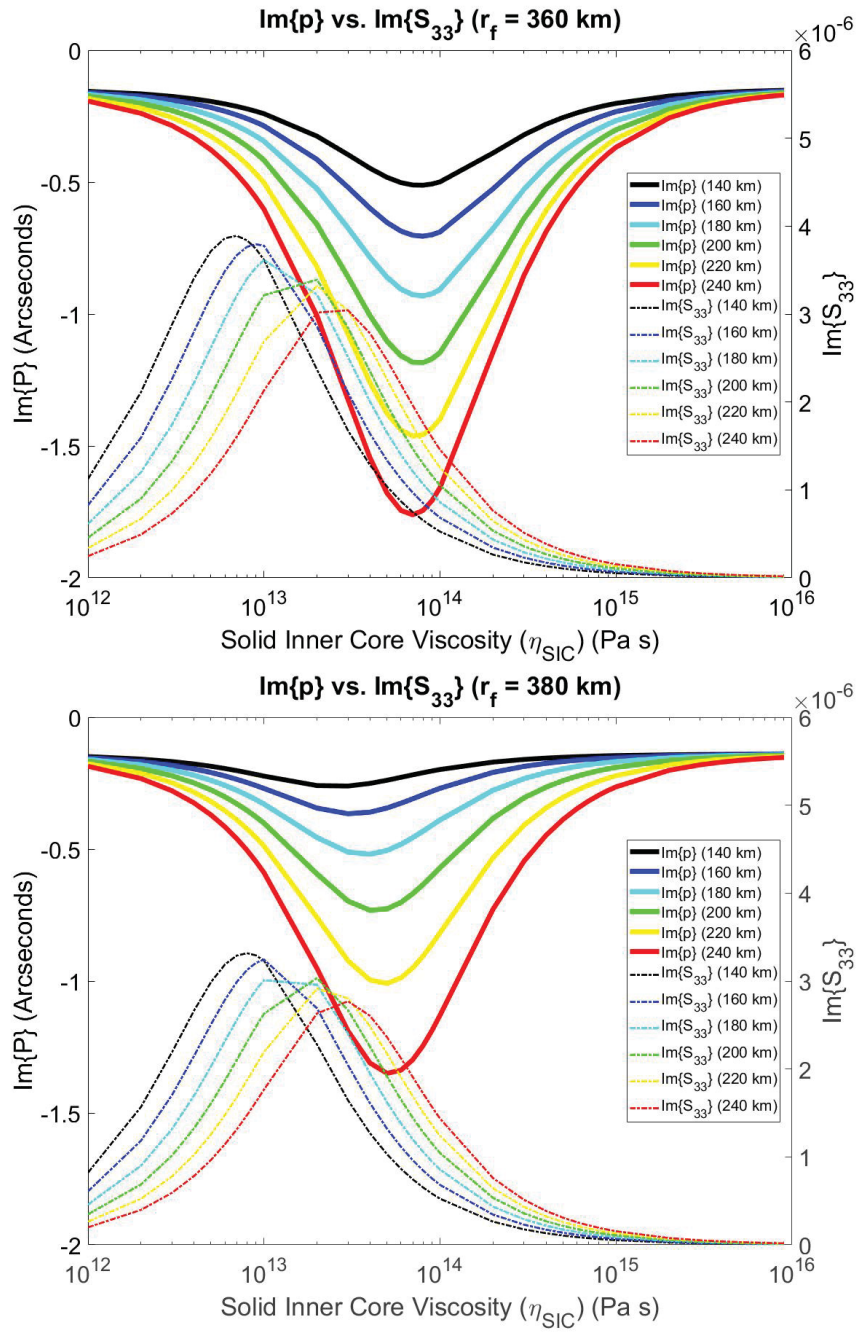 Im{p} vs. Im{S33} (rf = 360 km)
×10-6
0
-0.5
-1
-1.5
-2
Im{P} (Arcseconds)
6
5
4
3
2
1
0
Im{S33}
Im{p} (140 km)
Im{p} (160 km)
Im{p} (180 km)
Im{p} (200 km)
Im{p} (220 km)
Im{p} (240 km)
Im{S33} (140 km)
Im{S33} (160 km)
Im{S33} (180 km)
Im{S33} (200 km)
Im{S33} (220 km)
Im{S33} (240 km)
1012 1013 1014 1015 1016
Solid Inner Core Viscosity (ηSIC) (Pa s)
Im{p} vs. Im{S33} (rf = 380 km)
×10-6
0
-0.5
-1
-1.5
-2
Im{P} (Arcseconds)
6
5
4
3
2
1
0
Im{S33}
Im{p} (140 km)
Im{p} (160 km)
Im{p} (180 km)
Im{p} (200 km)
Im{p} (220 km)
Im{p} (240 km)
Im{S33} (140 km)
Im{S33} (160 km)
Im{S33} (180 km)
Im{S33} (200 km)
Im{S33} (220 km)
Im{S33} (240 km)
1012 1013 1014 1015 1016
Solid Inner Core Viscosity (ηSIC) (Pa s)